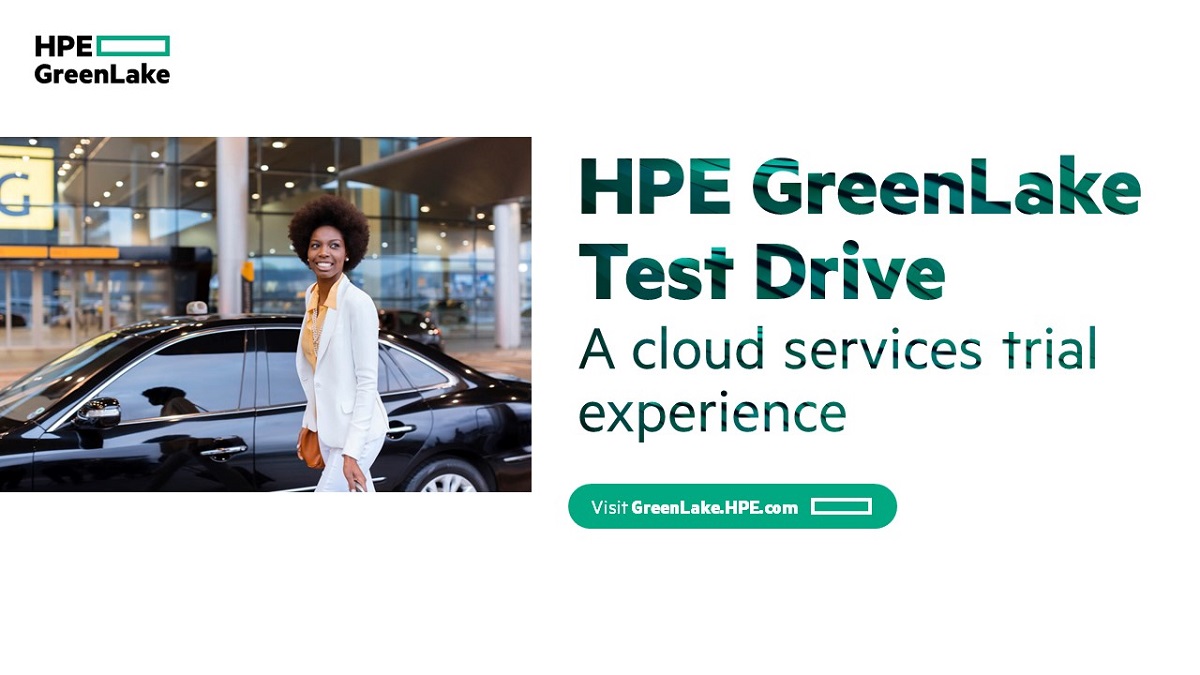 HPE
GreenLake
G
HPE GreenLake
Test Drive
A cloud services trial
experience
Visit GreenLake.HPE.com